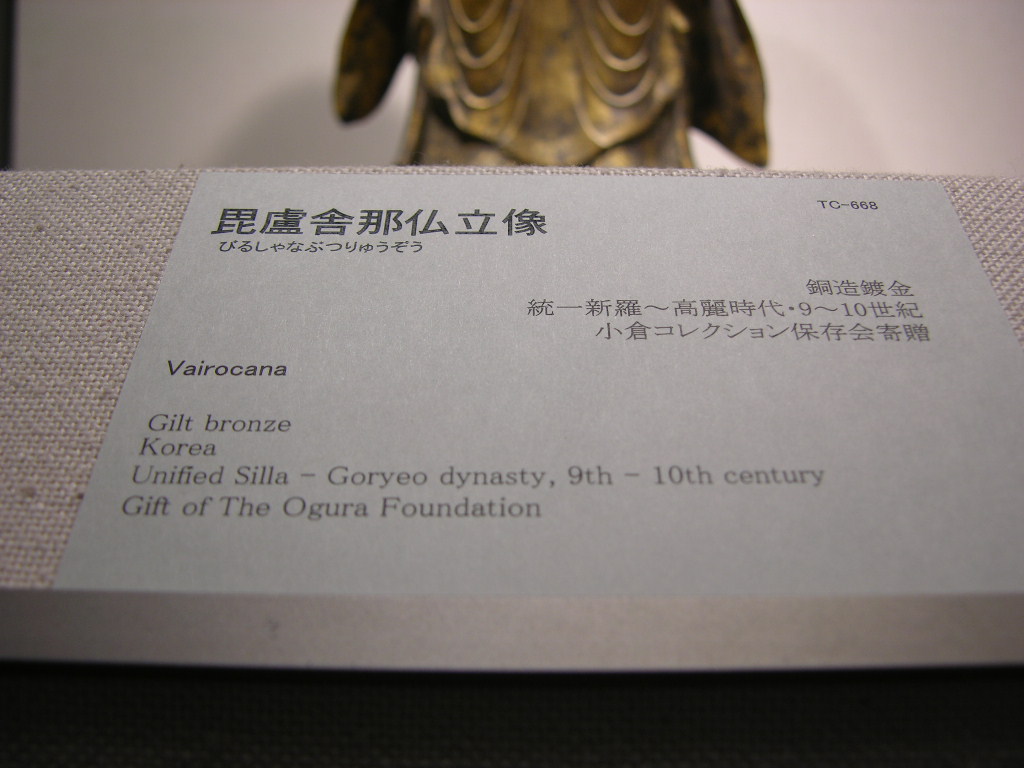 毘盧舎那仏立像
びるしゃなぶつりゅうぞう
TC-668
銅造鍍金
統一新羅～高麗時代・9～10世紀
小倉コレクション保存会寄贈
Vairocana
Gilt bronze
Korea
Unified Silla - Goryeo dynasty, 9th - 10th century
Gift of The Ogura Foundation